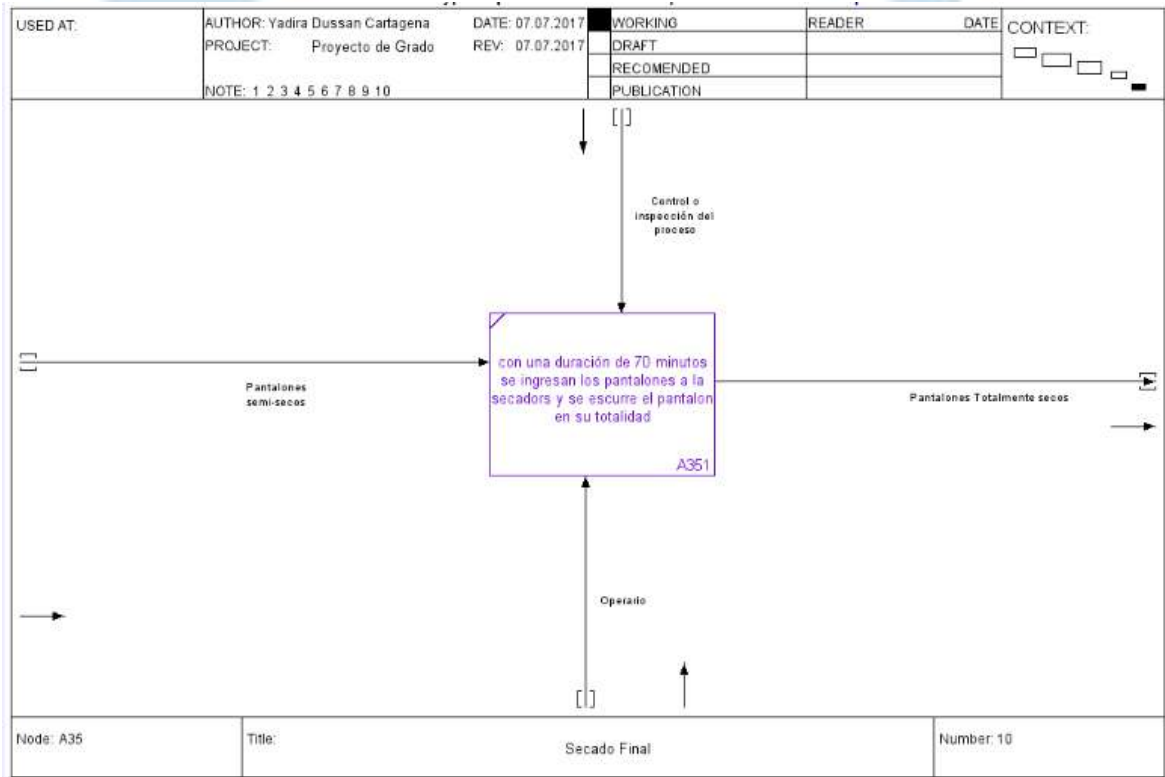 USED AT:
AUTHOR: Yadira Dussan Cartagena
DATE: 07.07.2017
PROJECT: Proyecto de Grado
REV: 07.07.2017
NOTE: 1 2 3 4 5 6 7 8 9 10
WORKING
DRAFT
RECOMENDED
PUBLICATION
READER
DATE
CONTEXT:
Control o
inspección del
proceso
Pantalones
semi-secos
con una duración de 70 minutos
se ingresan los pantalones a la
secadors y se escurre el pantalon
en su totalidad
A351
Pantalones Totalmente secos
Operario
Node: A35
Title:
Secado Final
Number: 10